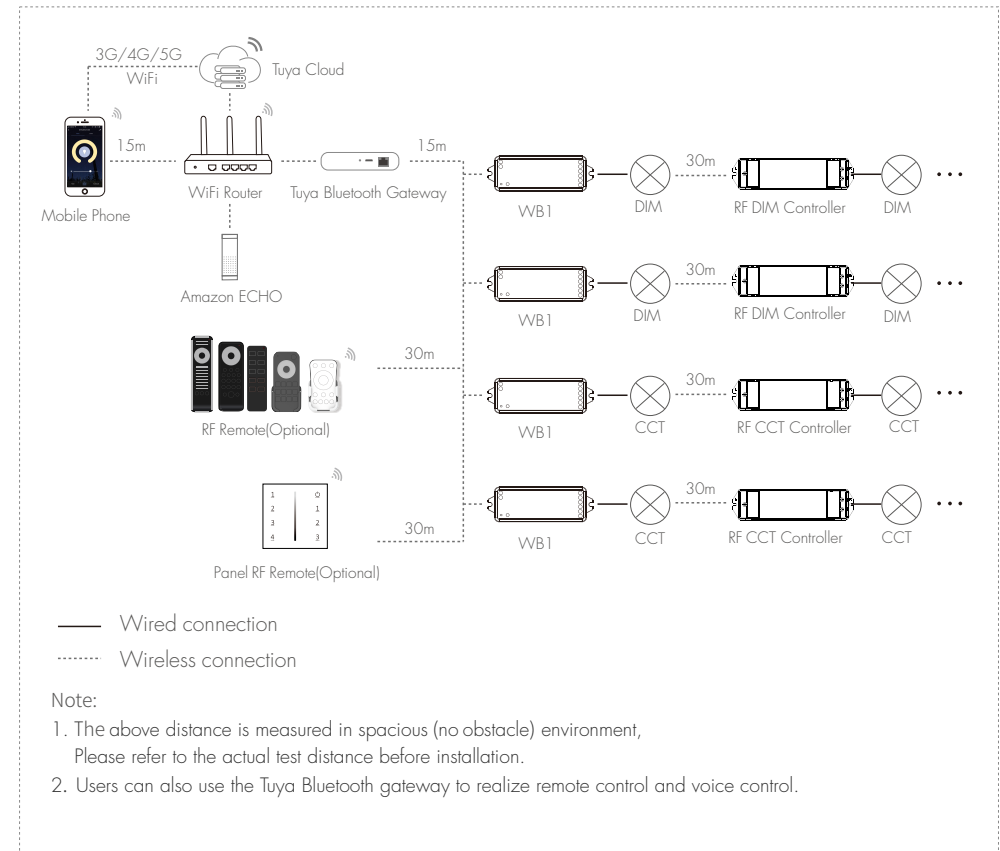 3G/4G/5G
WiFi
Tuya Cloud
15m
15m
Mobile Phone
WiFi Router
Tuya Bluetooth Gateway
Amazon ECHO
WB1
DIM
30m
RF DIM Controller
DIM
WB1
DIM
30m
RF DIM Controller
DIM
30m
RF Remote(Optional)
WB1
CCT
30m
RF CCT Controller
CCT
1
2
3
4
1
2
3
30m
Panel RF Remote(Optional)
WB1
CCT
30m
RF CCT Controller
CCT
Wired connection
Wireless connection
Note:
1. The above distance is measured in spacious (no obstacle) environment,
Please refer to the actual test distance before installation.
2. Users can also use the Tuya Bluetooth gateway to realize remote control and voice control.